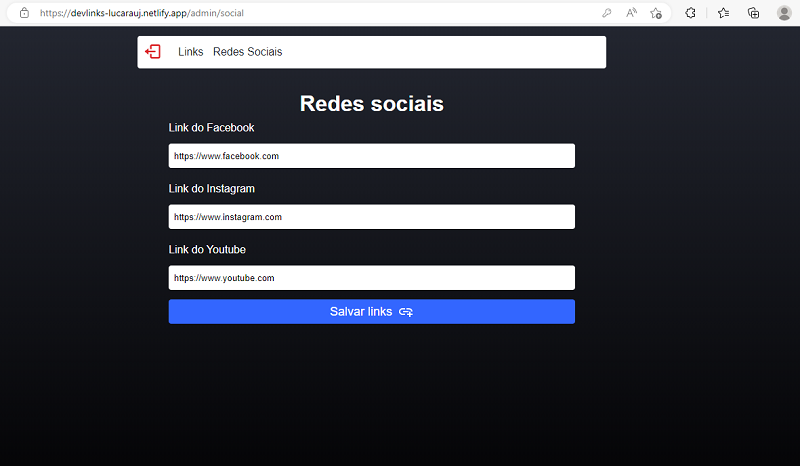 https://devlinks-lucarauj.netlify.app/admin/social
Links Redes Sociais
Redes sociais
Link do Facebook
https://www.facebook.com
Link do Instagram
https://www.instagram.com
Link do Youtube
https://www.youtube.com
Salvar links